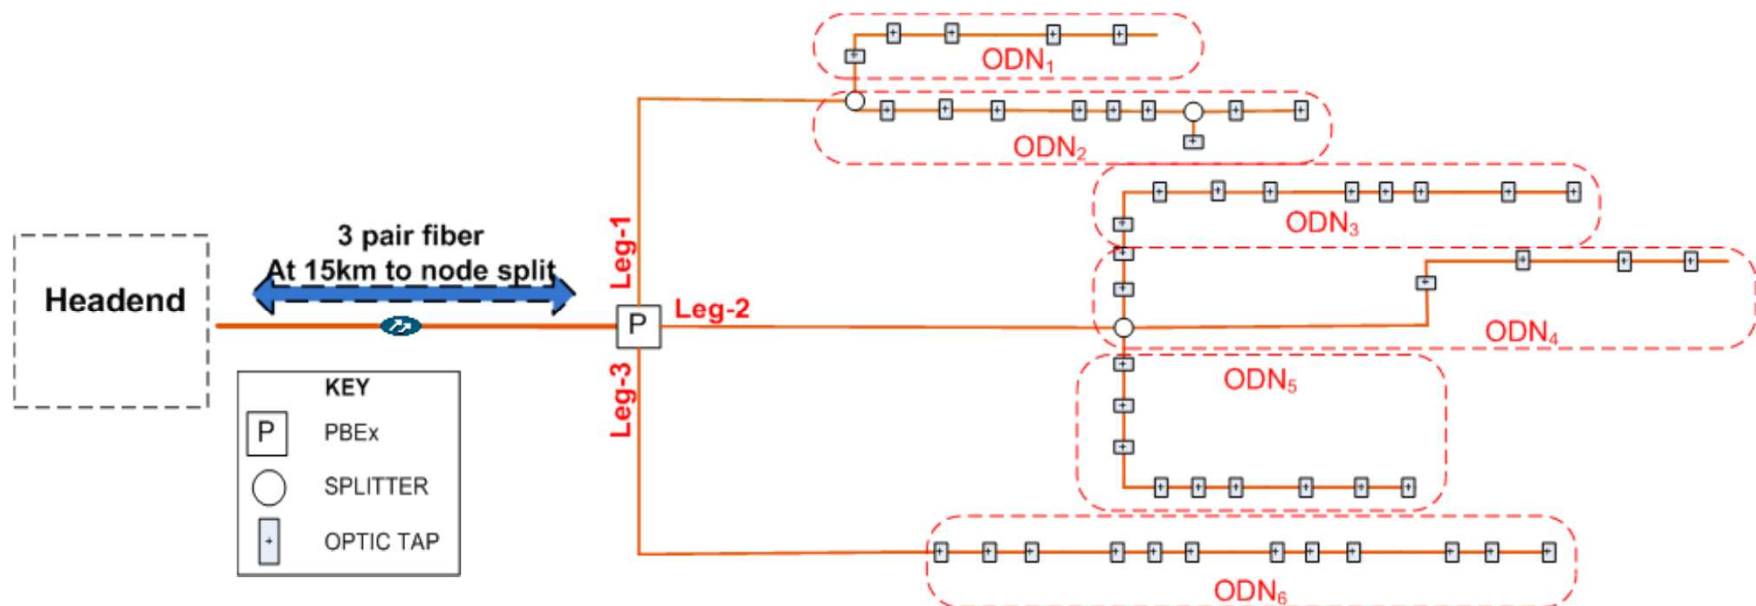 ODN₁
ODN₂
ODN₃
ODN₄
ODN₅
ODN₆
3 pair fiber
At 15km to node split
Headend
Leg-1
Leg-2
Leg-3
P
KEY
P PBEx
SPLITTER
+ OPTIC TAP